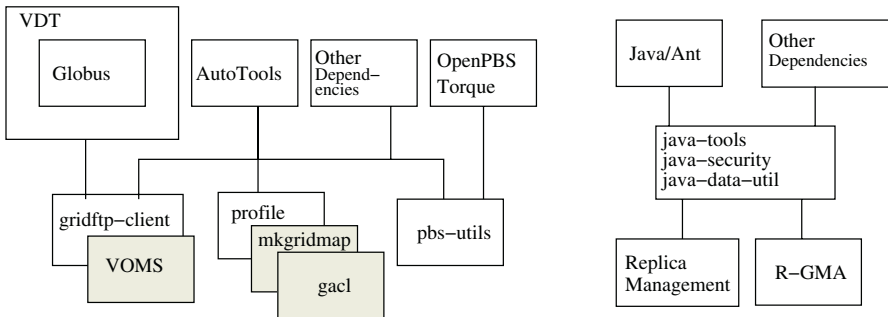 VDT
Globus
AutoTools
Other
Depend–
encies
OpenPBS
Torque
Java/Ant
Other
Dependencies
java–tools
java–security
java–data–util
gridftp–client
VOMS
profile
mkgridmap
gacl
pbs–utils
Replica
Management
R–GMA